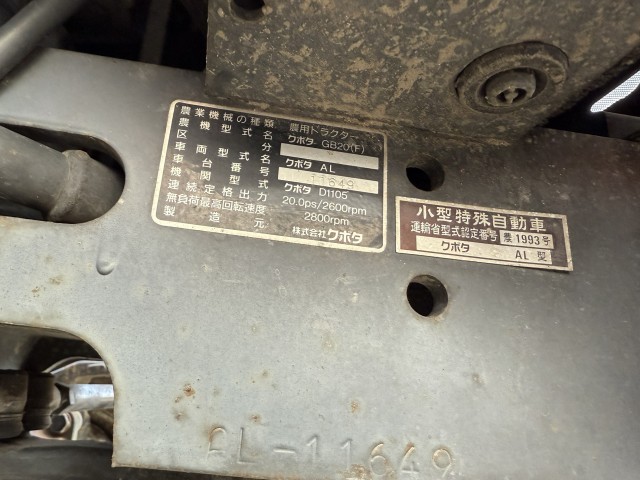 農業機械の種類 農用トラクター
農機型式名 クボタ GB20(F)
区分
車両型式名 クボタ AL
車台番号 11649
機関型式 クボタ D1105
連続定格出力 20.0ps/2600rpm
無負荷最高回転速度 2800rpm
製造元 株式会社クボタ
小型特殊自動車
運輸省型式認定番号 農1993号
クボタ AL型
AL-11649